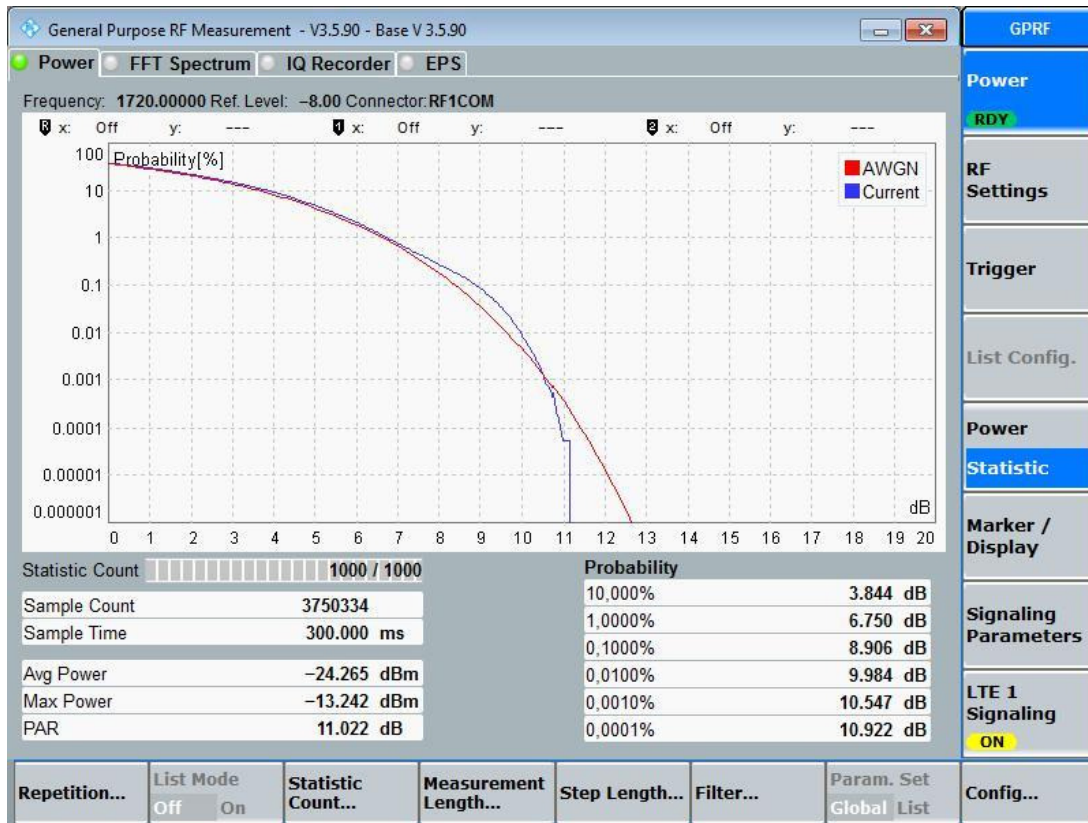 General Purpose RF Measurement - V3.5.90 - Base V 3.5.90
GPRF
Power FFT Spectrum IQ Recorder EPS
Frequency: 1720.00000 Ref. Level: −8.00 Connector:RF1COM
R x: Off y: --- 1 x: Off y: --- 2 x: Off y: ---
Probability[%]
AWGN
Current
100
10
1
0.1
0.01
0.001
0.0001
0.00001
0.000001
dB
0 1 2 3 4 5 6 7 8 9 10 11 12 13 14 15 16 17 18 19 20
Statistic Count 1000 / 1000
Sample Count 3750334
Sample Time 300.000 ms
Avg Power −24.265 dBm
Max Power −13.242 dBm
PAR 11.022 dB
Probability
10,000% 3.844 dB
1,0000% 6.750 dB
0,1000% 8.906 dB
0,0100% 9.984 dB
0,0010% 10.547 dB
0,0001% 10.922 dB
Power
RDY
RF
Settings
Trigger
List Config.
Power
Statistic
Marker /
Display
Signaling
Parameters
LTE 1
Signaling
ON
Repetition...
List Mode
Off On
Statistic
Count...
Measurement
Length...
Step Length...
Filter...
Param. Set
Global List
Config...